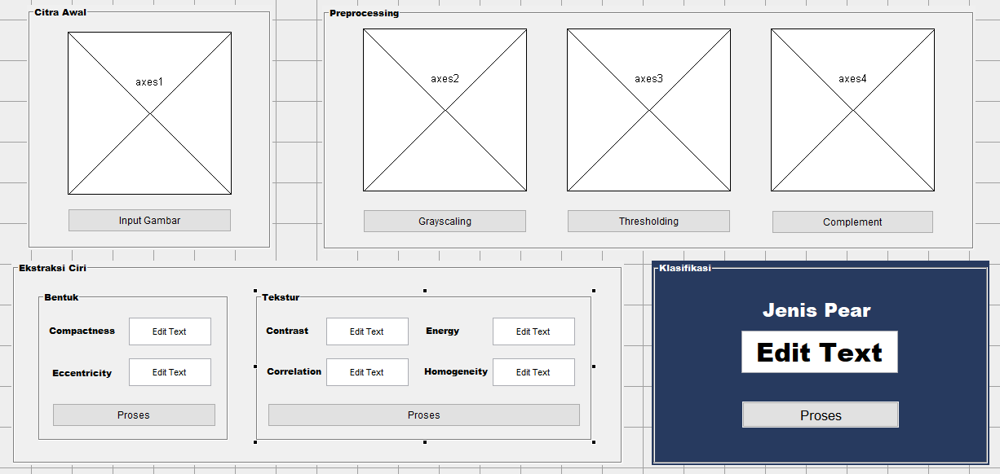 Citra Awal
axes1
Input Gambar
Preprocessing
axes2
axes3
axes4
Grayscaling
Thresholding
Complement
Ekstraksi Ciri
Bentuk
Compactness
Edit Text
Eccentricity
Edit Text
Proses
Tekstur
Contrast
Edit Text
Energy
Edit Text
Correlation
Edit Text
Homogeneity
Edit Text
Proses
Klasifikasi
Jenis Pear
Edit Text
Proses